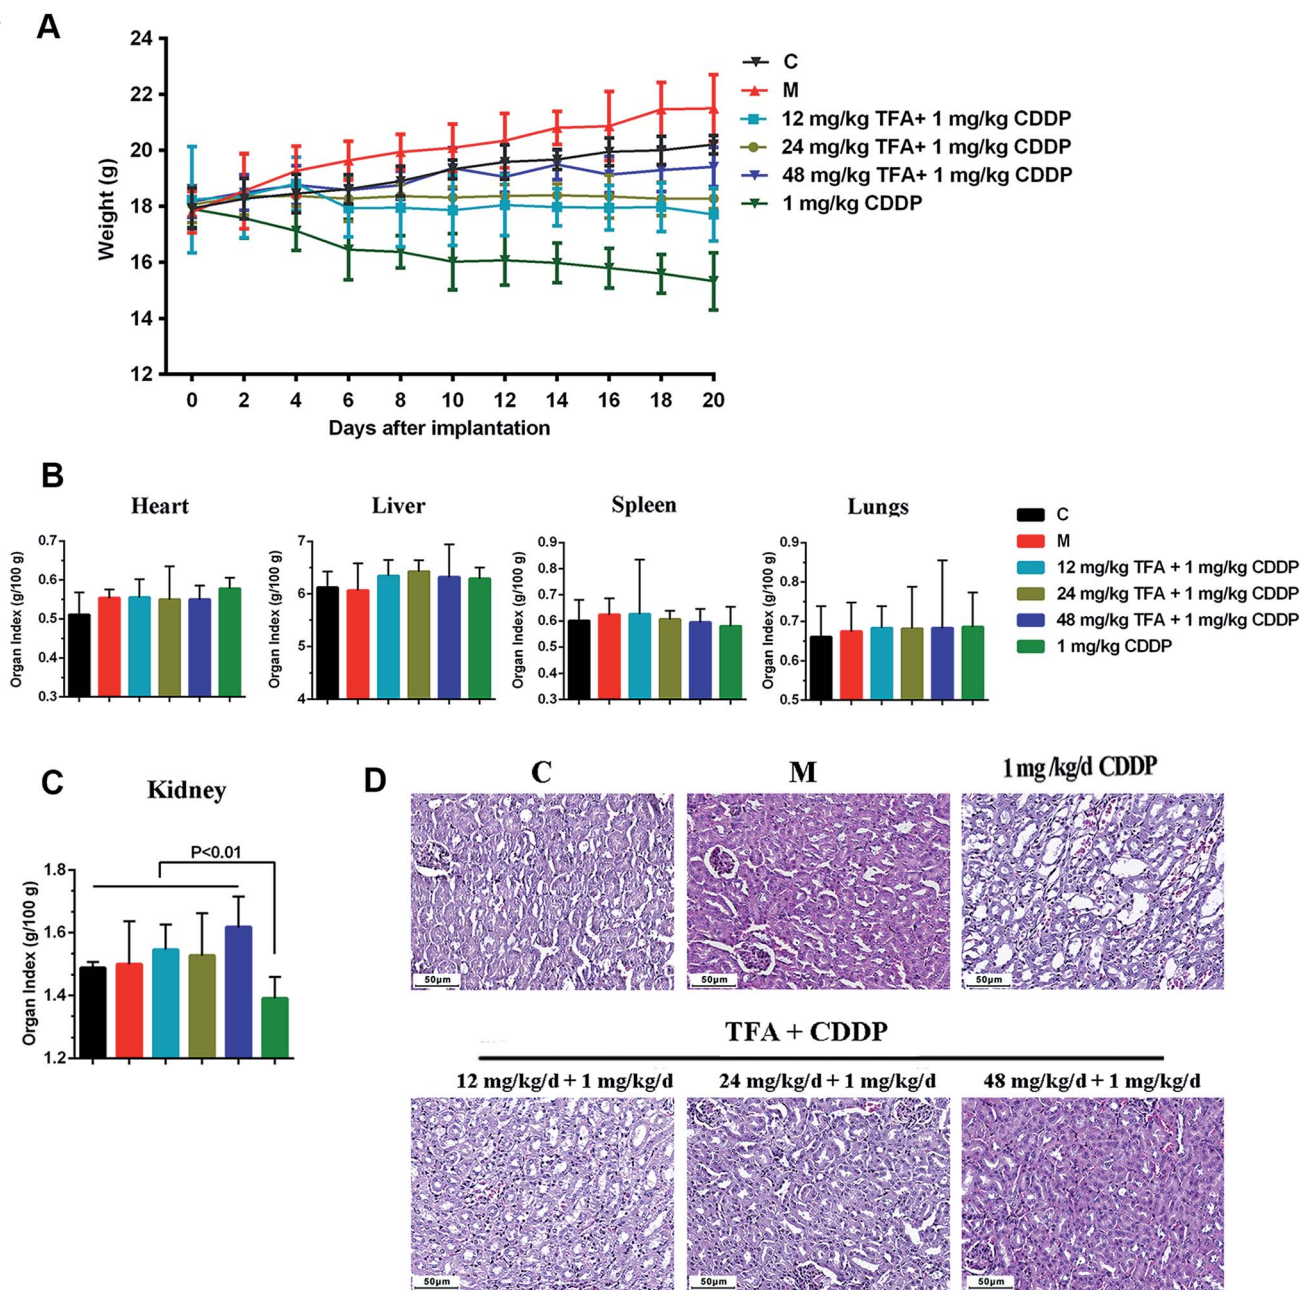 A
24
22
20
18
16
14
12
Weight (g)
0 2 4 6 8 10 12 14 16 18 20
Days after implantation
C
M
12 mg/kg TFA+ 1 mg/kg CDDP
24 mg/kg TFA+ 1 mg/kg CDDP
48 mg/kg TFA+ 1 mg/kg CDDP
1 mg/kg CDDP
B
Heart
Organ Index (g/100 g)
0.7
0.6
0.5
0.4
0.3
Liver
Organ Index (g/100 g)
7
6
5
4
Spleen
Organ Index (g/100 g)
0.9
0.8
0.7
0.6
0.5
0.4
0.3
Lungs
Organ Index (g/100 g)
0.9
0.8
0.7
0.6
0.5
C
M
12 mg/kg TFA + 1 mg/kg CDDP
24 mg/kg TFA + 1 mg/kg CDDP
48 mg/kg TFA + 1 mg/kg CDDP
1 mg/kg CDDP
C
Kidney
P<0.01
Organ Index (g/100 g)
1.8
1.6
1.4
1.2
D
C M 1 mg /kg/d CDDP
50μm 50μm 50μm
TFA + CDDP
12 mg/kg/d + 1 mg/kg/d 24 mg/kg/d + 1 mg/kg/d 48 mg/kg/d + 1 mg/kg/d
50μm 50μm 50μm